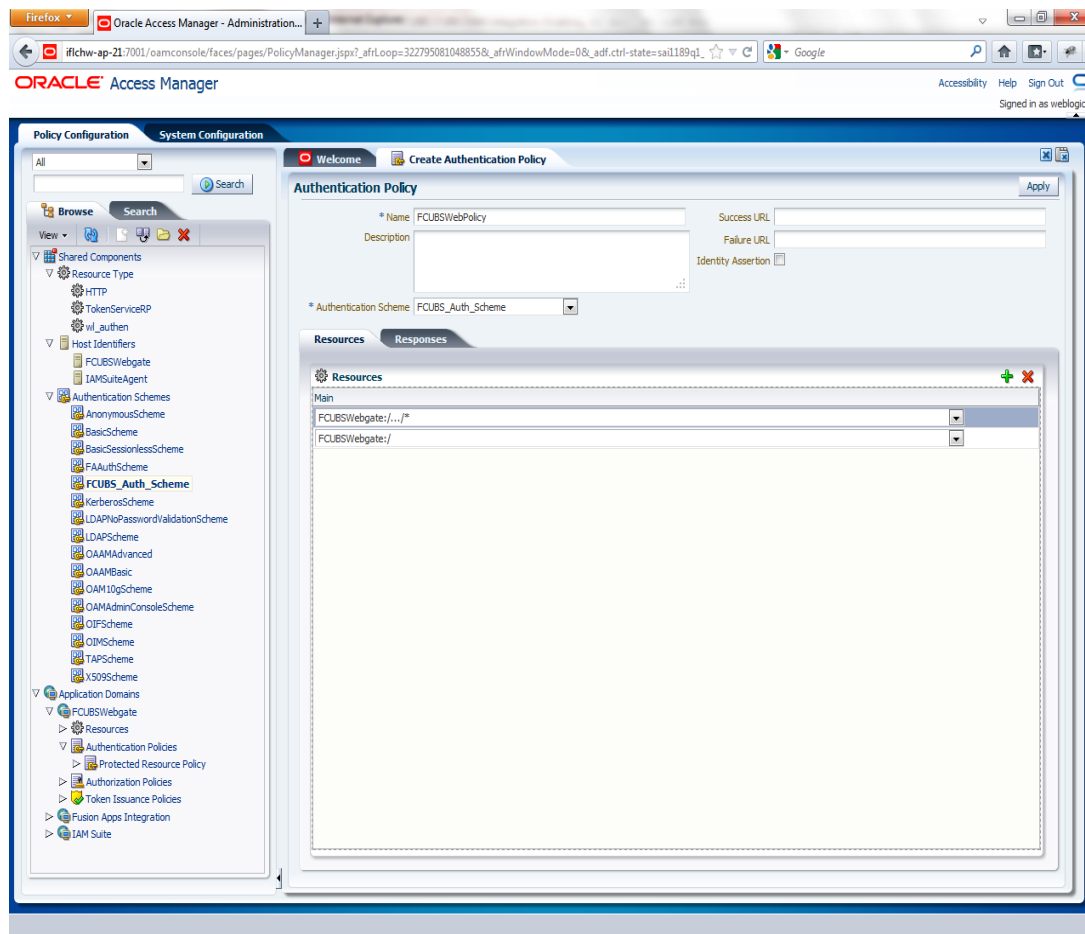 Firefox
Oracle Access Manager - Administration...
iflchw-ap-21:7001/oamconsole/faces/pages/PolicyManager.jspx?_afrLoop=322795081048855&_afrWindowMode=0&_adf.ctrl-state=sai1189q1_
Google
ORACLE Access Manager
Accessibility Help Sign Out
Signed in as weblogic
Policy Configuration System Configuration
All
Search
Browse Search
View
Shared Components
Resource Type
HTTP
TokenServiceRP
wl_authen
Host Identifiers
FCUBSWebgate
IAMSuiteAgent
Authentication Schemes
AnonymousScheme
BasicScheme
BasicSessionlessScheme
FAAuthScheme
FCUBS_Auth_Scheme
KerberosScheme
LDAPNoPasswordValidationScheme
LDAPScheme
OAAMAdvanced
OAAMBasic
OAM10gScheme
OAMAdminConsoleScheme
OIFScheme
OIMScheme
TAPScheme
X509Scheme
Application Domains
FCUBSWebgate
Resources
Authentication Policies
Protected Resource Policy
Authorization Policies
Token Issuance Policies
Fusion Apps Integration
IAM Suite
Welcome Create Authentication Policy
Authentication Policy
Apply
* Name FCUBSWebPolicy
Success URL
Description
Failure URL
Identity Assertion
* Authentication Scheme FCUBS_Auth_Scheme
Resources Responses
Resources
Main
FCUBSWebgate:/.../*
FCUBSWebgate:/